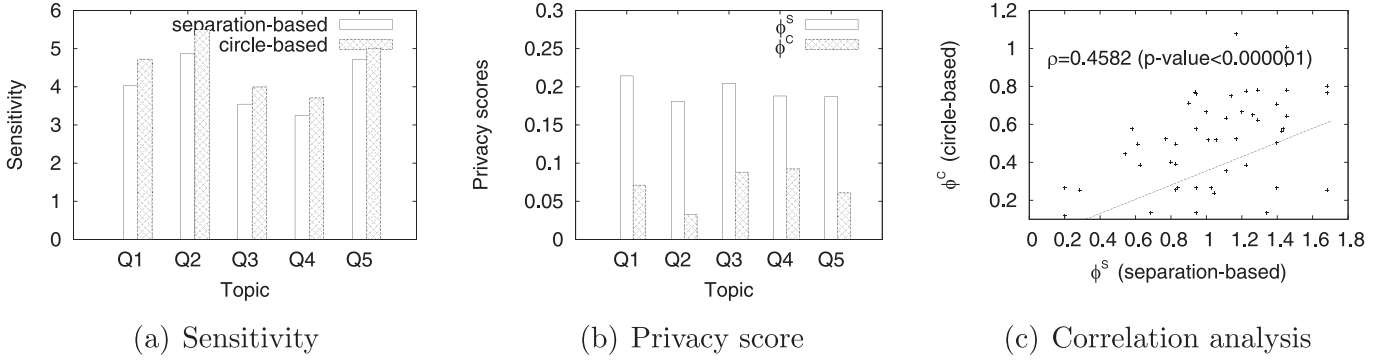 6
5
4
3
2
1
0
Sensitivity
separation-based
circle-based
Q1 Q2 Q3 Q4 Q5
Topic
(a) Sensitivity
0.3
0.25
0.2
0.15
0.1
0.05
0
Privacy scores
ϕS
ϕC
Q1 Q2 Q3 Q4 Q5
Topic
(b) Privacy score
1.2
1
0.8
0.6
0.4
0.2
ϕC (circle-based)
ρ=0.4582 (p-value<0.000001)
0 0.2 0.4 0.6 0.8 1 1.2 1.4 1.6 1.8
ϕS (separation-based)
(c) Correlation analysis